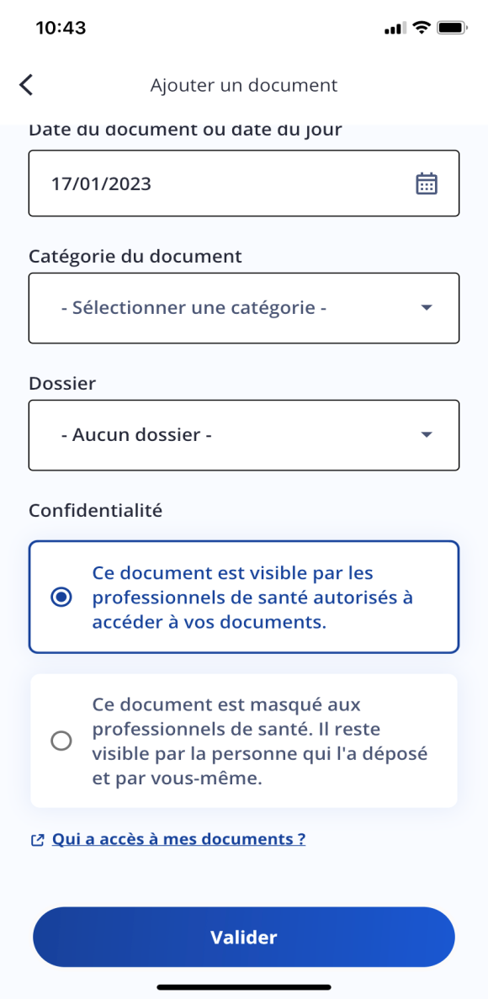 10:43
Ajouter un document
Date du document ou date du jour
17/01/2023
Catégorie du document
- Sélectionner une catégorie -
Dossier
- Aucun dossier -
Confidentialité
Ce document est visible par les
professionnels de santé autorisés à
accéder à vos documents.
Ce document est masqué aux
professionnels de santé. Il reste
visible par la personne qui l'a déposé
et par vous-même.
Qui a accès à mes documents ?
Valider